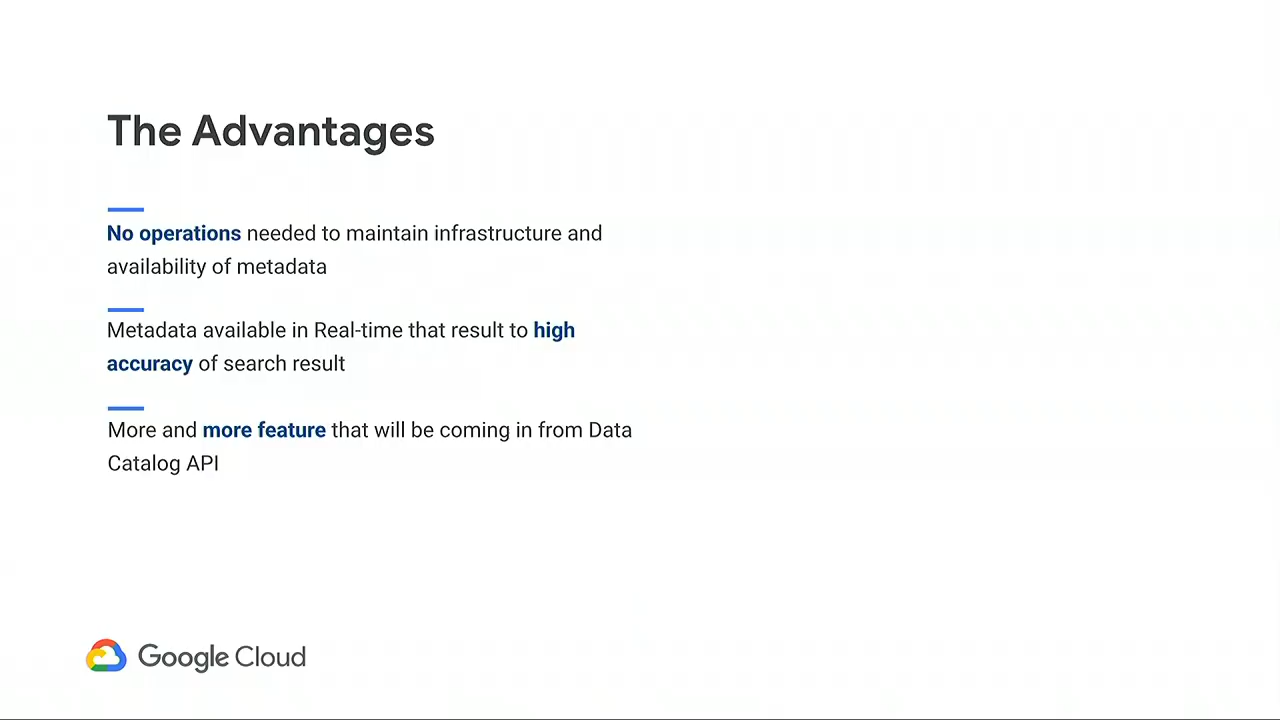 The Advantages
No operations needed to maintain infrastructure and
availability of metadata
Metadata available in Real-time that result to high
accuracy of search result
More and more feature that will be coming in from Data
Catalog API
Google Cloud